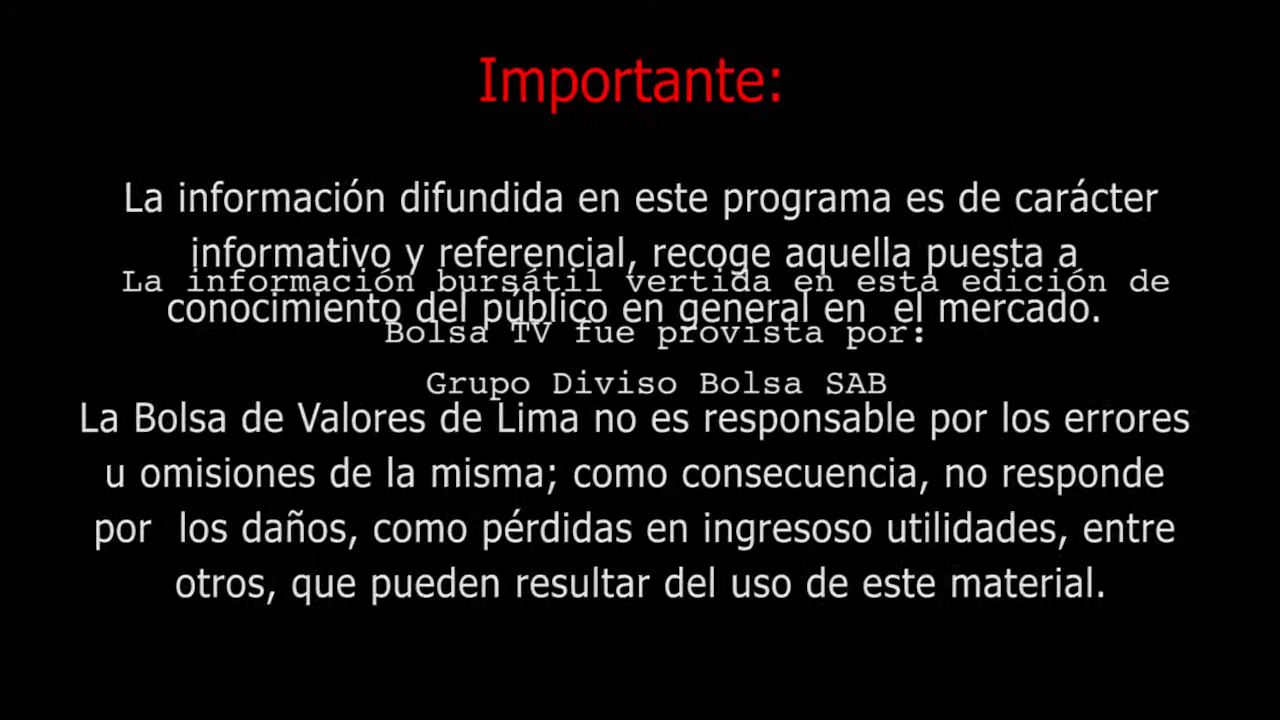 Importante:
La información difundida en este programa es de carácter
informativo y referencial, recoge aquella puesta a
La información bursátil vertida en esta edición de
conocimiento del público en general en  el mercado.
Bolsa TV fue provista por:
Grupo Diviso Bolsa SAB
La Bolsa de Valores de Lima no es responsable por los errores
u omisiones de la misma; como consecuencia, no responde
por  los daños, como pérdidas en ingresoso utilidades, entre
otros, que pueden resultar del uso de este material.